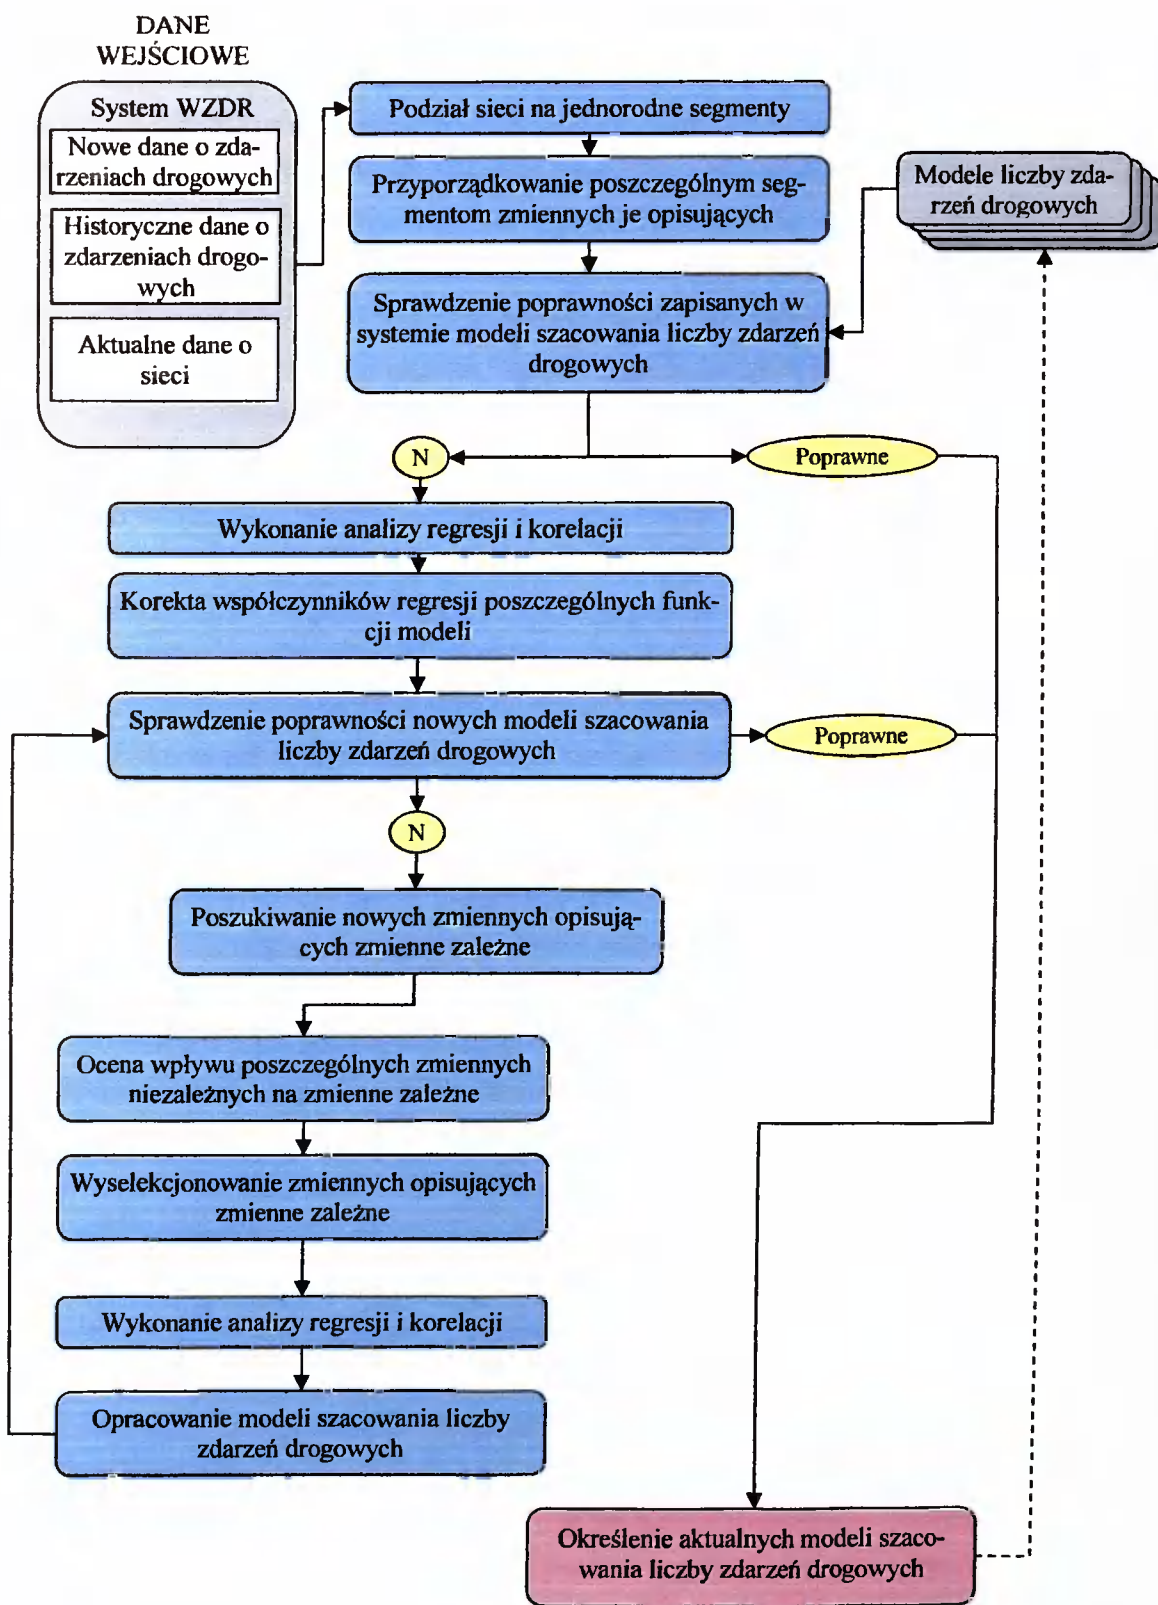 DANE
WEJŚCIOWE
System WZDR
Nowe dane o zda-
rzeniach drogowych
Historyczne dane o
zdarzeniach drogo-
wych
Aktualne dane o
sieci
Podział sieci na jednorodne segmenty
Przyporządkowanie poszczególnym seg-
mentom zmiennych je opisujących
Sprawdzenie poprawności zapisanych w
systemie modeli szacowania liczby zdarzeń
drogowych
Modele liczby zda-
rzeń drogowych
N
Poprawne
Wykonanie analizy regresji i korelacji
Korekta współczynników regresji poszczególnych funk-
cji modeli
Sprawdzenie poprawności nowych modeli szacowania
liczby zdarzeń drogowych
Poprawne
N
Poszukiwanie nowych zmiennych opisują-
cych zmienne zależne
Ocena wpływu poszczególnych zmiennych
niezależnych na zmienne zależne
Wyselekcjonowanie zmiennych opisujących
zmienne zależne
Wykonanie analizy regresji i korelacji
Opracowanie modeli szacowania liczby
zdarzeń drogowych
Określenie aktualnych modeli szaco-
wania liczby zdarzeń drogowych